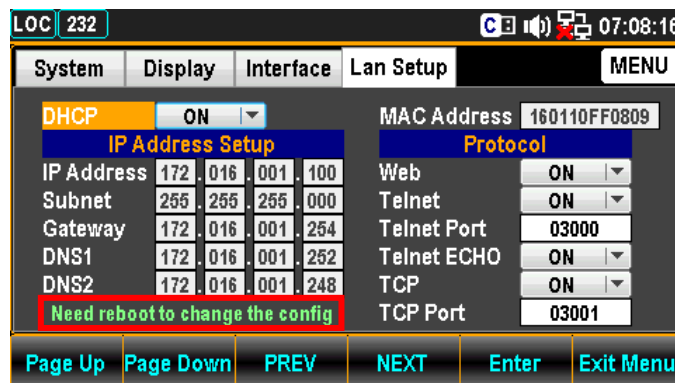 LOC 232 C 07:08:16
System Display Interface Lan Setup MENU
DHCP ON
IP Address Setup
IP Address 172 . 016 . 001 . 100
Subnet 255 . 255 . 255 . 000
Gateway 172 . 016 . 001 . 254
DNS1 172 . 016 . 001 . 252
DNS2 172 . 016 . 001 . 248
Need reboot to change the config
MAC Address 160110FF0809
Protocol
Web ON
Telnet ON
Telnet Port 03000
Telnet ECHO ON
TCP ON
TCP Port 03001
Page Up Page Down PREV NEXT Enter Exit Menu